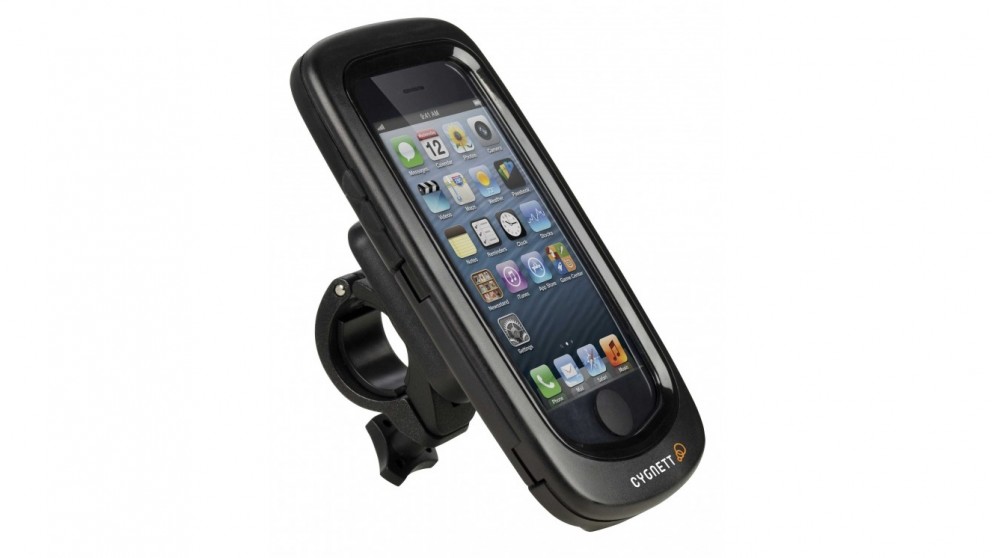 9:41 AM
Monday
12
Messages Calendar Photos Camera
Videos Maps Weather Passbook
Notes Reminders Clock Stocks
Newsstand iTunes App Store Game Center
Settings
Phone Mail Safari Music
CYGNETT